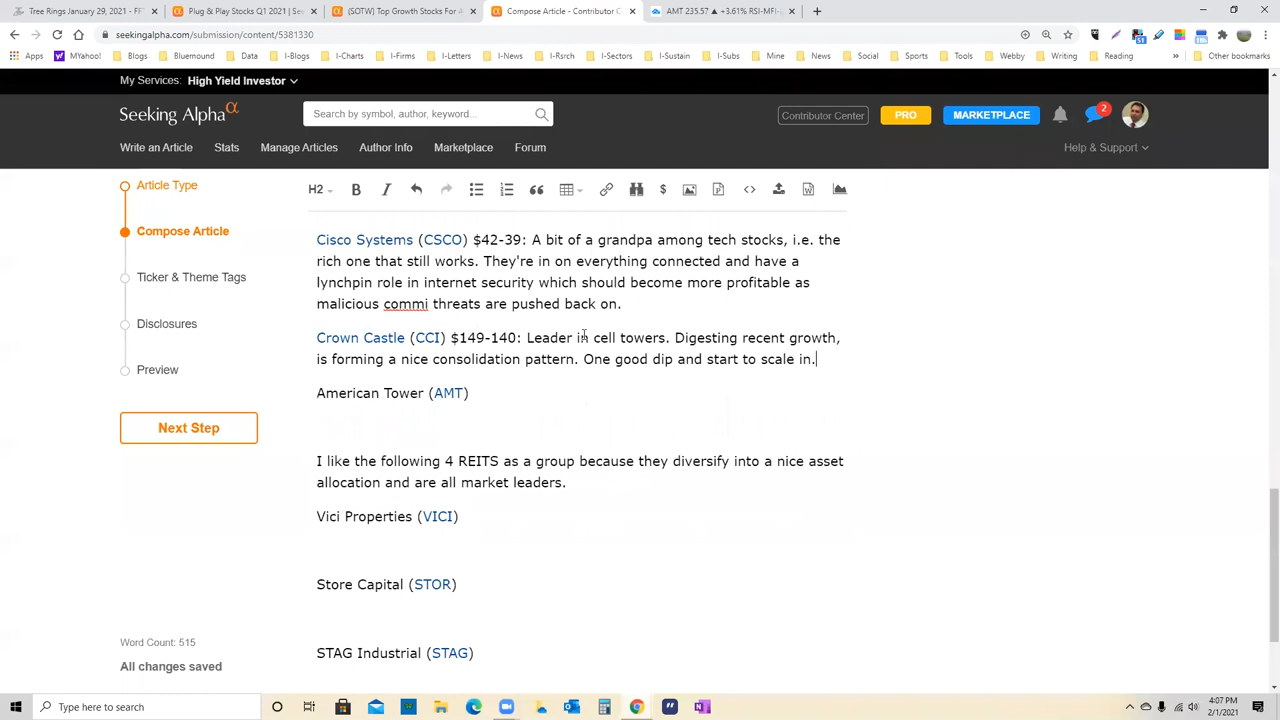 Tree Rings January 29, 2021 - FF
Plug & Play Stocks Q1 2021 | See
(SOTW) Top Growth Stocks For A
Compose Article - Contributor C
AMT 235.57 ▲ +3.61% RSI-MFI-
seekingalpha.com/submission/content/5381330
Apps
MYahoo!
Blogs
Bluemound
Data
I-Blogs
I-Charts
I-Firms
I-Letters
I-News
I-Rsrch
I-Sectors
I-Sustain
I-Subs
Mine
News
Social
Sports
Tools
Webby
Writing
Reading
»
Other bookmarks
My Services: High Yield Investor
Seeking Alpha α
Search by symbol, author, keyword...
Contributor Center
PRO
MARKETPLACE
2
Write an Article
Stats
Manage Articles
Author Info
Marketplace
Forum
Help & Support
Article Type
Compose Article
Ticker & Theme Tags
Disclosures
Preview
Next Step
Word Count: 515
All changes saved
H2
B
I
$
Cisco Systems (CSCO) $42-39: A bit of a grandpa among tech stocks, i.e. the
rich one that still works. They're in on everything connected and have a
lynchpin role in internet security which should become more profitable as
malicious commi threats are pushed back on.
Crown Castle (CCI) $149-140: Leader in cell towers. Digesting recent growth,
is forming a nice consolidation pattern. One good dip and start to scale in.
American Tower (AMT)
I like the following 4 REITS as a group because they diversify into a nice asset
allocation and are all market leaders.
Vici Properties (VICI)
Store Capital (STOR)
STAG Industrial (STAG)
Type here to search
4:07 PM
2/1/2021